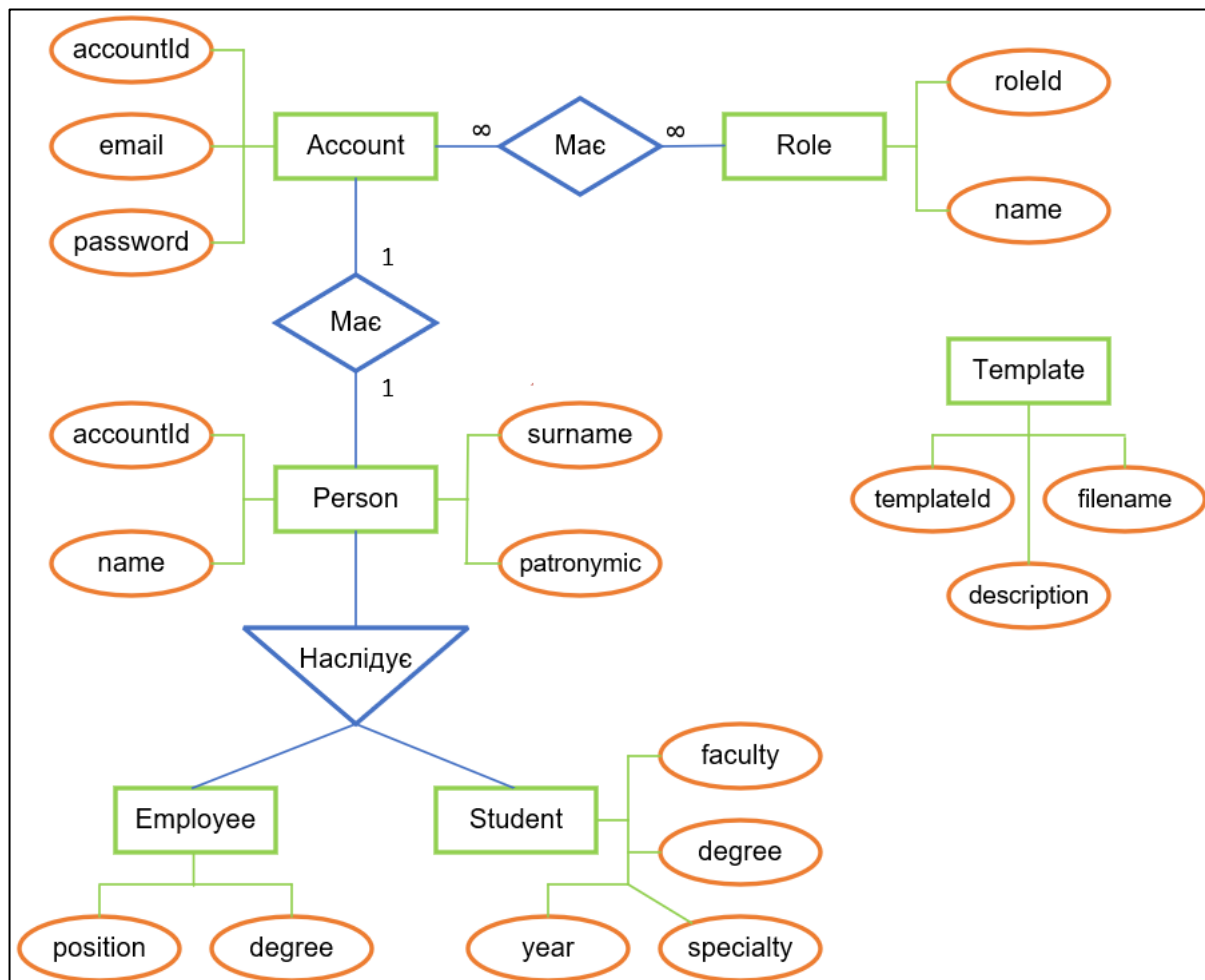 accountId
roleId
email
Account
∞
Має
∞
Role
password
name
1
Має
Template
1
accountId
surname
Person
templateId
filename
name
patronymic
description
Наслідує
faculty
Employee
Student
degree
position
degree
year
specialty